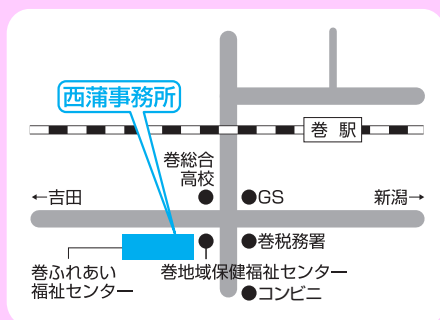 西蒲事務所
巻 駅
巻総合
高校
←吉田
GS
新潟→
巻税務署
巻ふれあい
福祉センター
巻地域保健福祉センター
コンビニ